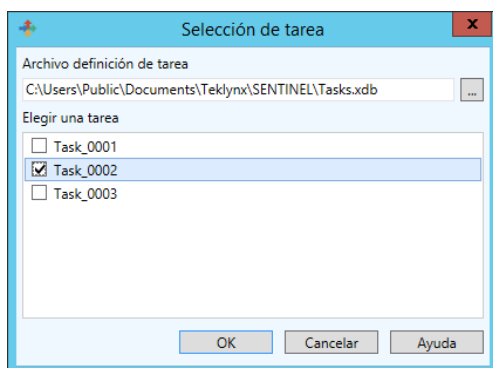 Selección de tarea
x
Archivo definición de tarea
C:\Users\Public\Documents\Teklynx\SENTINEL\Tasks.xdb ...
Elegir una tarea
Task_0001
Task_0002
Task_0003
OK Cancelar Ayuda